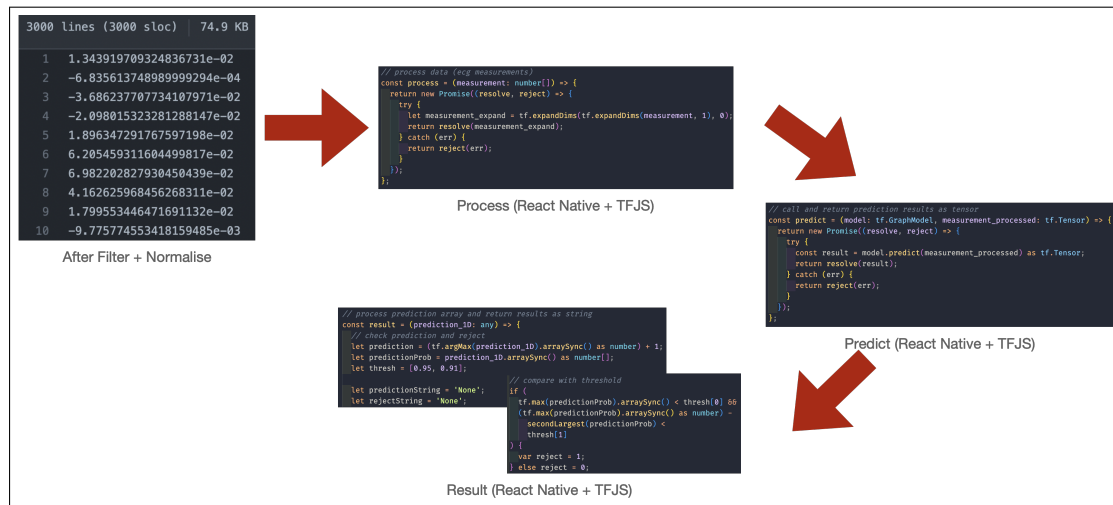 3000 lines (3000 sloc) 74.9 KB
1 1.343919709324836731e-02
2 -6.835613748989999294e-04
3 -3.686237707734107971e-02
4 -2.098015323281288147e-02
5 1.896347291767597198e-02
6 6.205459311604499817e-02
7 6.982202827930450439e-02
8 4.162625968456268311e-02
9 1.799553446471691132e-02
10 -9.775774553418159485e-03
After Filter + Normalise
// process data (ecg measurements)
const process = (measurement: number[]) => {
return new Promise((resolve, reject) => {
try {
let measurement_expand = tf.expandDims(tf.expandDims(measurement, 1), 0);
return resolve(measurement_expand);
} catch (err) {
return reject(err);
}
});
};
Process (React Native + TFJS)
// call and return prediction results as tensor
const predict = (model: tf.GraphModel, measurement_processed: tf.Tensor) => {
return new Promise((resolve, reject) => {
try {
const result = model.predict(measurement_processed) as tf.Tensor;
return resolve(result);
} catch (err) {
return reject(err);
}
});
};
Predict (React Native + TFJS)
// process prediction array and return results as string
const result = (prediction_1D: any) => {
// check prediction and reject
let prediction = (tf.argMax(prediction_1D).arraySync() as number) + 1;
let predictionProb = prediction_1D.arraySync() as number[];
let thresh = [0.95, 0.91];
let predictionString = 'None';
let rejectString = 'None';
// compare with threshold
if (
tf.max(predictionProb).arraySync() < thresh[0] &&
(tf.max(predictionProb).arraySync() as number) -
secondLargest(predictionProb) <
thresh[1]
) {
var reject = 1;
} else reject = 0;
Result (React Native + TFJS)